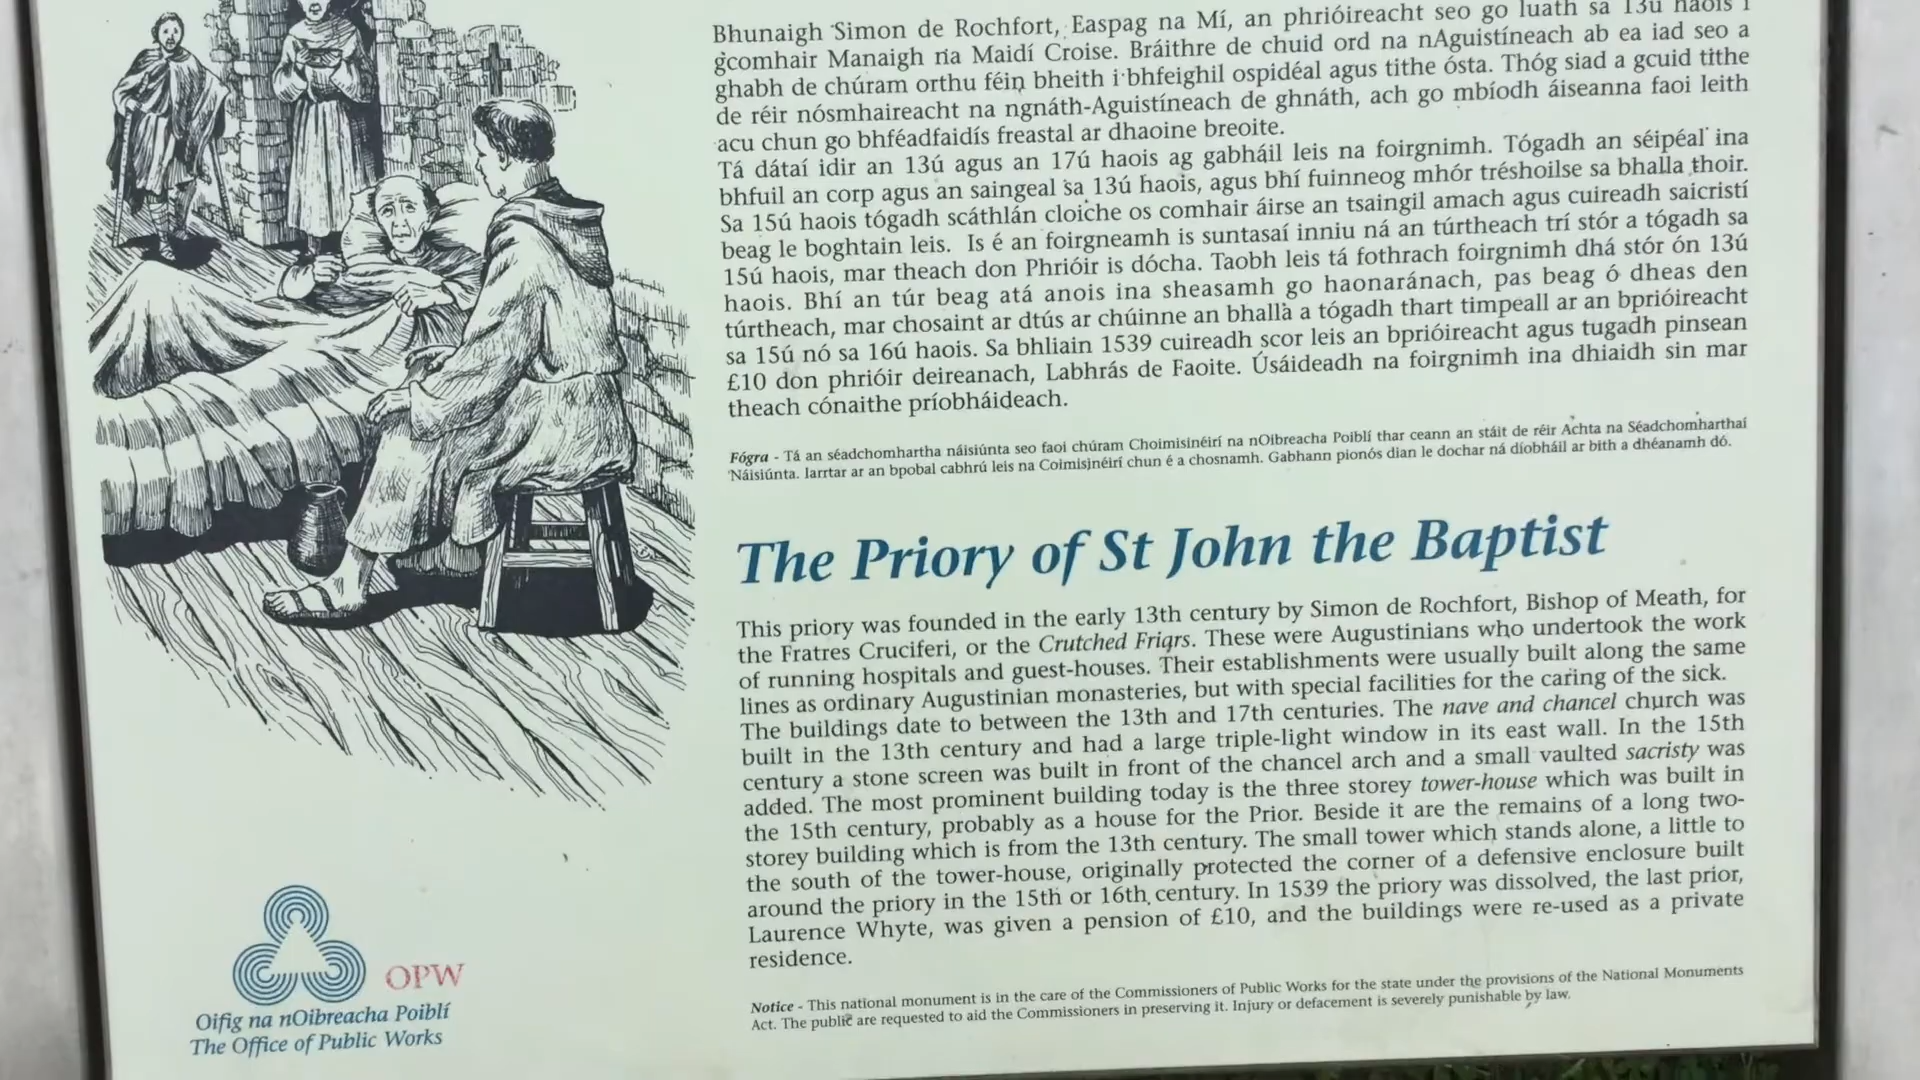 Bhunaigh Simon de Rochfort, Easpag na Mí, an phrióireacht seo go luath sa 13ú haois i
gcomhair Manaigh na Maidí Croise. Bráithre de chuid ord na nAguistíneach ab ea iad seo a
ghabh de chúram orthu féin bheith i bhfeighil ospidéal agus tithe ósta. Thóg siad a gcuid tithe
de réir nósmhaireacht na ngnáth-Aguistíneach de ghnáth, ach go mbíodh áiseanna faoi leith
acu chun go bhféadfaidís freastal ar dhaoine breoite.
Tá dátaí idir an 13ú agus an 17ú haois ag gabháil leis na foirgnimh. Tógadh an séipéal ina
bhfuil an corp agus an saingeal sa 13ú haois, agus bhí fuinneog mhór tréshoilse sa bhalla thoir.
Sa 15ú haois tógadh scáthlán cloiche os comhair áirse an tsaingil amach agus cuireadh saicristí
beag le boghtain leis. Is é an foirgneamh is suntasaí inniu ná an túrtheach trí stór a tógadh sa
15ú haois, mar theach don Phrióir is dócha. Taobh leis tá fothrach foirgnimh dhá stór ón 13ú
haois. Bhí an túr beag atá anois ina sheasamh go haonaránach, pas beag ó dheas den
túrtheach, mar chosaint ar dtús ar chúinne an bhalla a tógadh thart timpeall ar an bprióireacht
sa 15ú nó sa 16ú haois. Sa bhliain 1539 cuireadh scor leis an bprióireacht agus tugadh pinsean
£10 don phrióir deireanach, Labhrás de Faoite. Úsáideadh na foirgnimh ina dhiaidh sin mar
theach cónaithe príobháideach.
Fógra - Tá an séadchomhartha náisiúnta seo faoi chúram Choimisinéirí na nOibreacha Poiblí thar ceann an stáit de réir Achta na Séadchomharthaí
Náisiúnta. Iarrtar ar an bpobal cabhrú leis na Coimisinéirí chun é a chosnamh. Gabhann pionós dian le dochar ná díobháil ar bith a dhéanamh dó.
The Priory of St John the Baptist
This priory was founded in the early 13th century by Simon de Rochfort, Bishop of Meath, for
the Fratres Cruciferi, or the Crutched Friars. These were Augustinians who undertook the work
of running hospitals and guest-houses. Their establishments were usually built along the same
lines as ordinary Augustinian monasteries, but with special facilities for the caring of the sick.
The buildings date to between the 13th and 17th centuries. The nave and chancel church was
built in the 13th century and had a large triple-light window in its east wall. In the 15th
century a stone screen was built in front of the chancel arch and a small vaulted sacristy was
added. The most prominent building today is the three storey tower-house which was built in
the 15th century, probably as a house for the Prior. Beside it are the remains of a long two-
storey building which is from the 13th century. The small tower which stands alone, a little to
the south of the tower-house, originally protected the corner of a defensive enclosure built
around the priory in the 15th or 16th century. In 1539 the priory was dissolved, the last prior,
Laurence Whyte, was given a pension of £10, and the buildings were re-used as a private
residence.
Notice - This national monument is in the care of the Commissioners of Public Works for the state under the provisions of the National Monuments
Act. The public are requested to aid the Commissioners in preserving it. Injury or defacement is severely punishable by law.
OPW
Oifig na nOibreacha Poiblí
The Office of Public Works